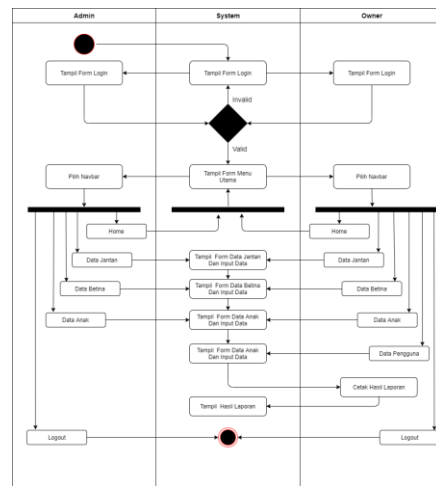 Admin
System
Owner
Tampil Form Login
Tampil Form Login
Tampil Form Login
Invalid
Valid
Pilih Navbar
Tampil Form Menu
Utama
Pilih Navbar
Home
Home
Data Jantan
Tampil Form Data Jantan
Dan Input Data
Data Jantan
Data Betina
Tampil Form Data Betina
Dan Input Data
Data Betina
Data Anak
Tampil Form Data Anak
Dan Input Data
Data Anak
Tampil Form Data Anak
Dan Input Data
Data Pengguna
Cetak Hasil Laporan
Tampil Hasil Laporan
Logout
Logout